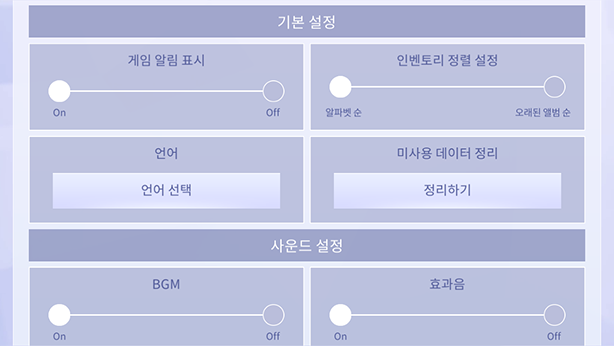 기본 설정
게임 알림 표시
On
Off
인벤토리 정렬 설정
알파벳 순
오래된 앨범 순
언어
언어 선택
미사용 데이터 정리
정리하기
사운드 설정
BGM
On
Off
효과음
On
Off